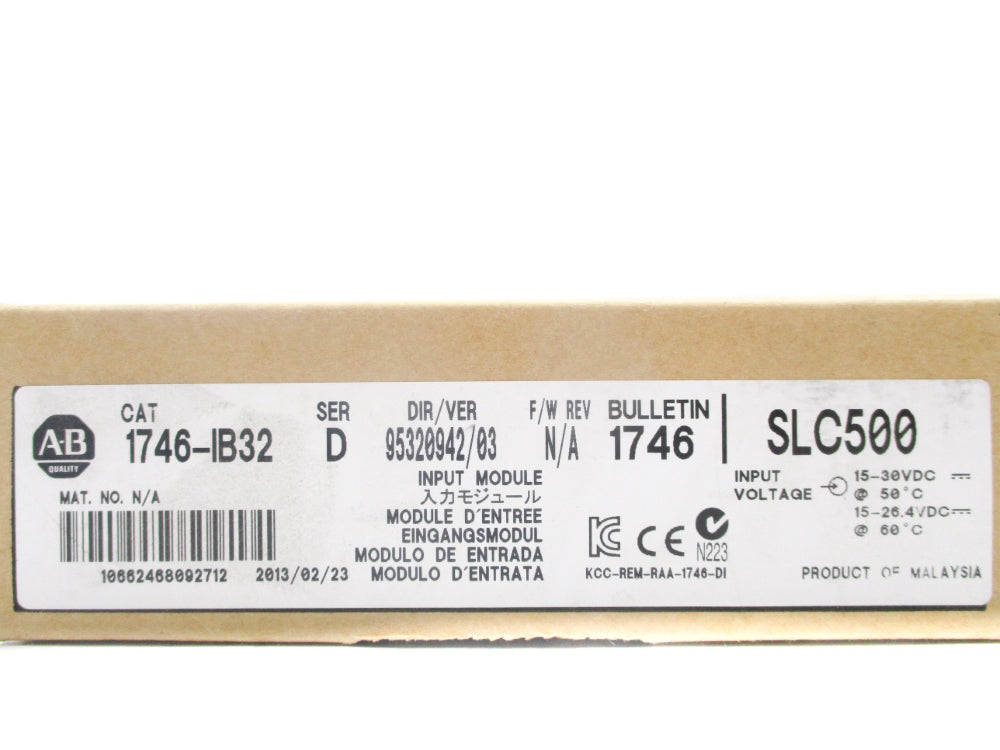 A-B
QUALITY
CAT
1746-IB32
SER
D
DIR/VER
95320942/03
F/W REV
N/A
BULLETIN
1746
SLC500
MAT. NO. N/A
10662468092712 2013/02/23
INPUT MODULE
入力モジュール
MODULE D'ENTREE
EINGANGSMODUL
MODULO DE ENTRADA
MODULO D'ENTRATA
CE
N223
KCC-REM-RAA-1746-DI
INPUT
VOLTAGE
15-30VDC
@ 50°C
15-26.4VDC
@ 60°C
PRODUCT OF MALAYSIA